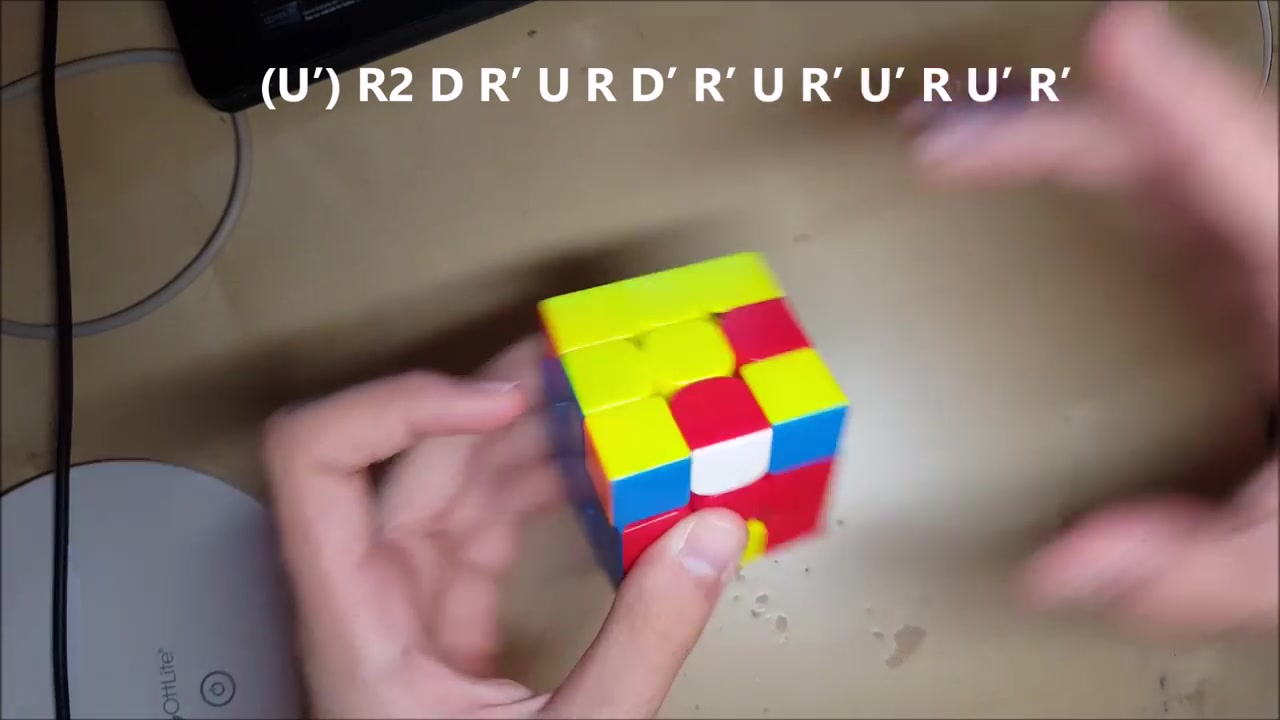 (U′) R2 D R′ U R D′ R′ U R′ U′ R U′ R′
OttLite